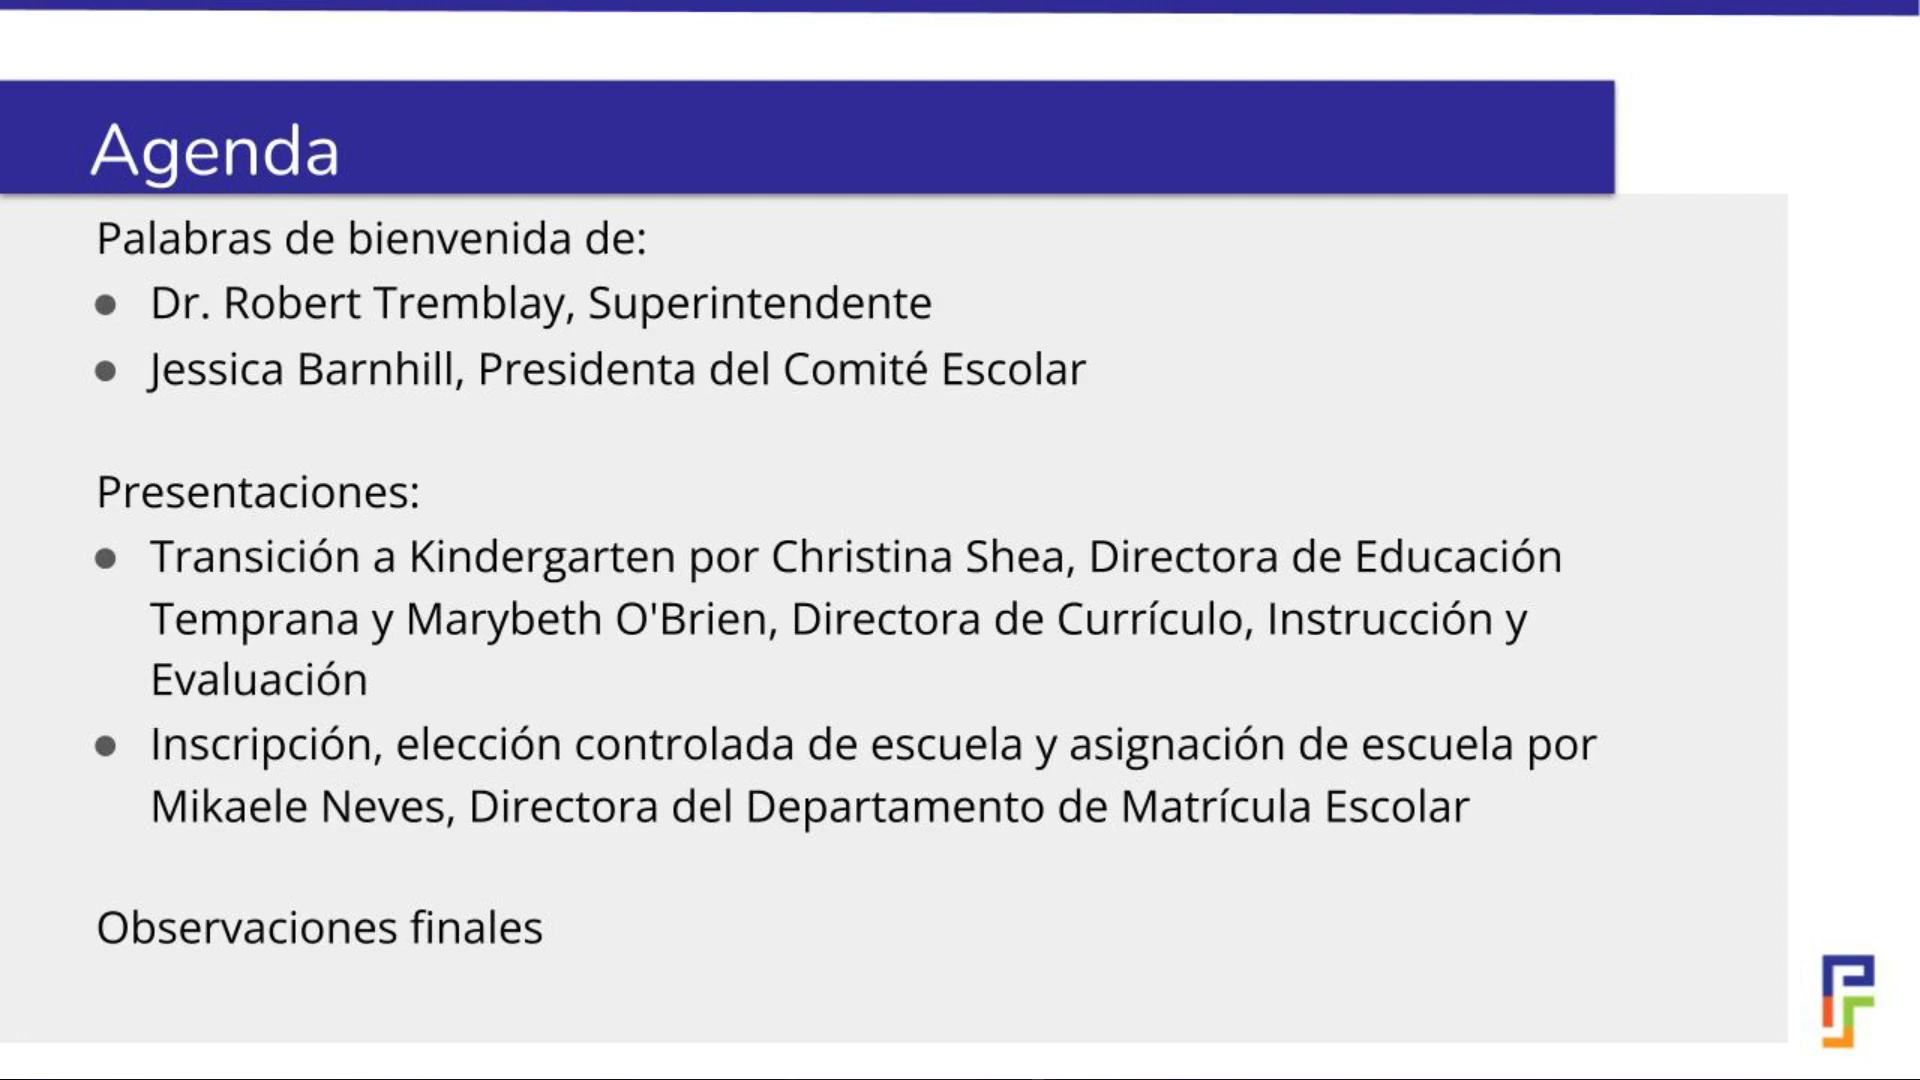 Agenda
Palabras de bienvenida de:
● Dr. Robert Tremblay, Superintendente
● Jessica Barnhill, Presidenta del Comité Escolar
Presentaciones:
● Transición a Kindergarten por Christina Shea, Directora de Educación
Temprana y Marybeth O'Brien, Directora de Currículo, Instrucción y
Evaluación
● Inscripción, elección controlada de escuela y asignación de escuela por
Mikaele Neves, Directora del Departamento de Matrícula Escolar
Observaciones finales